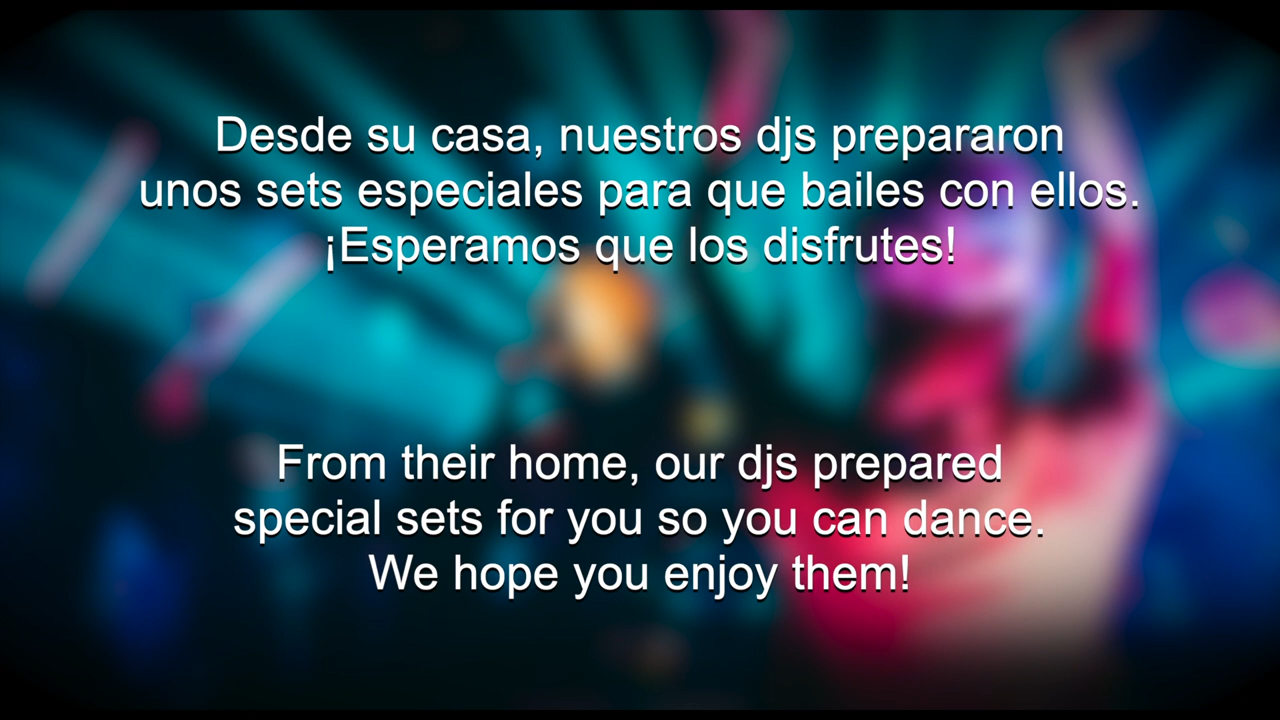 Desde su casa, nuestros djs prepararon
unos sets especiales para que bailes con ellos.
¡Esperamos que los disfrutes!
From their home, our djs prepared
special sets for you so you can dance.
We hope you enjoy them!